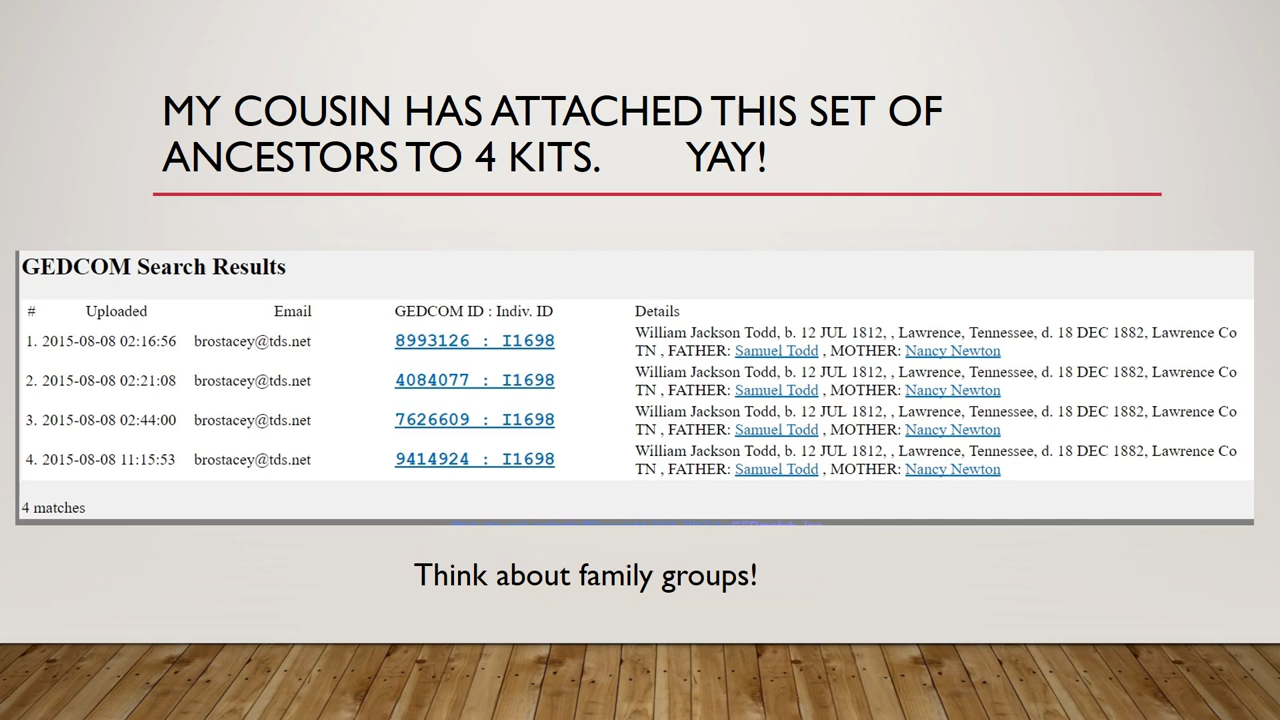 MY COUSIN HAS ATTACHED THIS SET OF
ANCESTORS TO 4 KITS. YAY!
GEDCOM Search Results
# Uploaded Email GEDCOM ID : Indiv. ID Details
1. 2015-08-08 02:16:56 brostacey@tds.net 8993126 : I1698 William Jackson Todd, b. 12 JUL 1812, , Lawrence, Tennessee, d. 18 DEC 1882, Lawrence Co
TN , FATHER: Samuel Todd , MOTHER: Nancy Newton
2. 2015-08-08 02:21:08 brostacey@tds.net 4084077 : I1698 William Jackson Todd, b. 12 JUL 1812, , Lawrence, Tennessee, d. 18 DEC 1882, Lawrence Co
TN , FATHER: Samuel Todd , MOTHER: Nancy Newton
3. 2015-08-08 02:44:00 brostacey@tds.net 7626609 : I1698 William Jackson Todd, b. 12 JUL 1812, , Lawrence, Tennessee, d. 18 DEC 1882, Lawrence Co
TN , FATHER: Samuel Todd , MOTHER: Nancy Newton
4. 2015-08-08 11:15:53 brostacey@tds.net 9414924 : I1698 William Jackson Todd, b. 12 JUL 1812, , Lawrence, Tennessee, d. 18 DEC 1882, Lawrence Co
TN , FATHER: Samuel Todd , MOTHER: Nancy Newton
4 matches
Think about family groups!